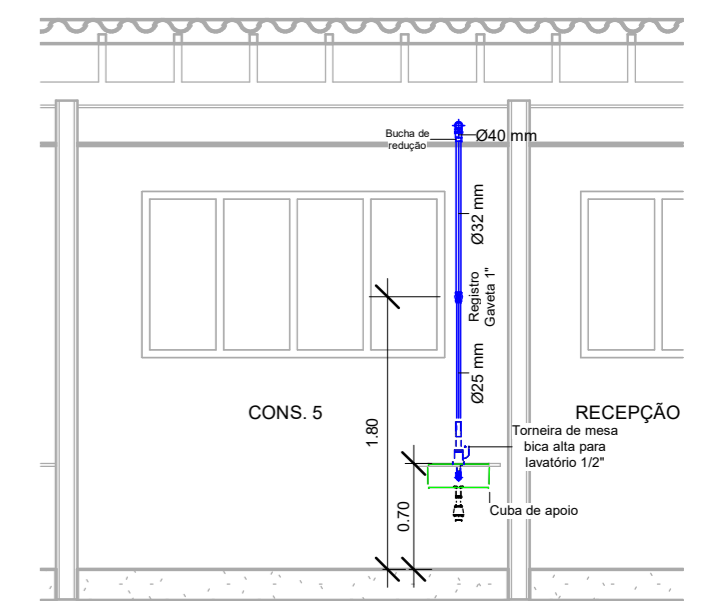 Bucha de
redução
Ø40 mm
Ø32 mm
Registro
Gaveta 1"
Ø25 mm
CONS. 5
RECEPÇÃO
1.80
Torneira de mesa
bica alta para
lavatório 1/2"
0.70
Cuba de apoio